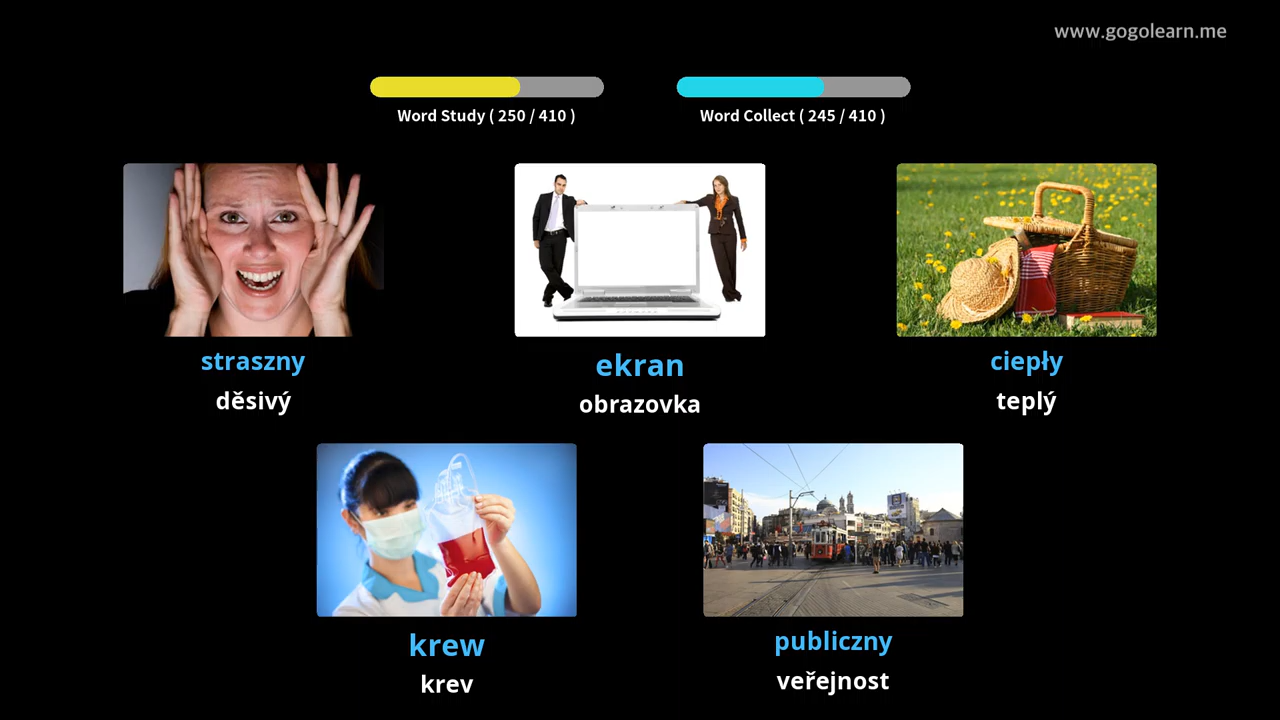 www.gogolearn.me
Word Study ( 250 / 410 )
Word Collect ( 245 / 410 )
straszny
děsivý
ekran
obrazovka
ciepły
teplý
krew
krev
publiczny
veřejnost